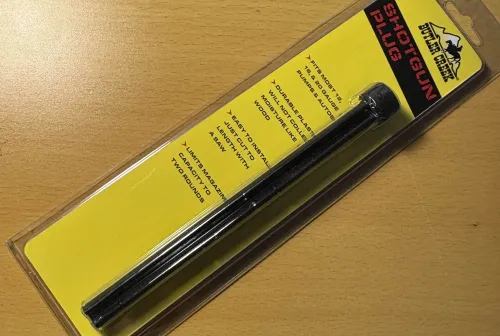 BUTLER CREEK
SHOTGUN
PLUG
> FITS MOST 12,
16, & 20 GAUGE
PUMPS & AUTOS
> DURABLE PLASTIC
WILL NOT COLLECT
MOISTURE LIKE
WOOD
> EASY TO INSTALL
JUST CUT TO
LENGTH WITH
A SAW
> LIMITS MAGAZINE
CAPACITY TO
TWO ROUNDS